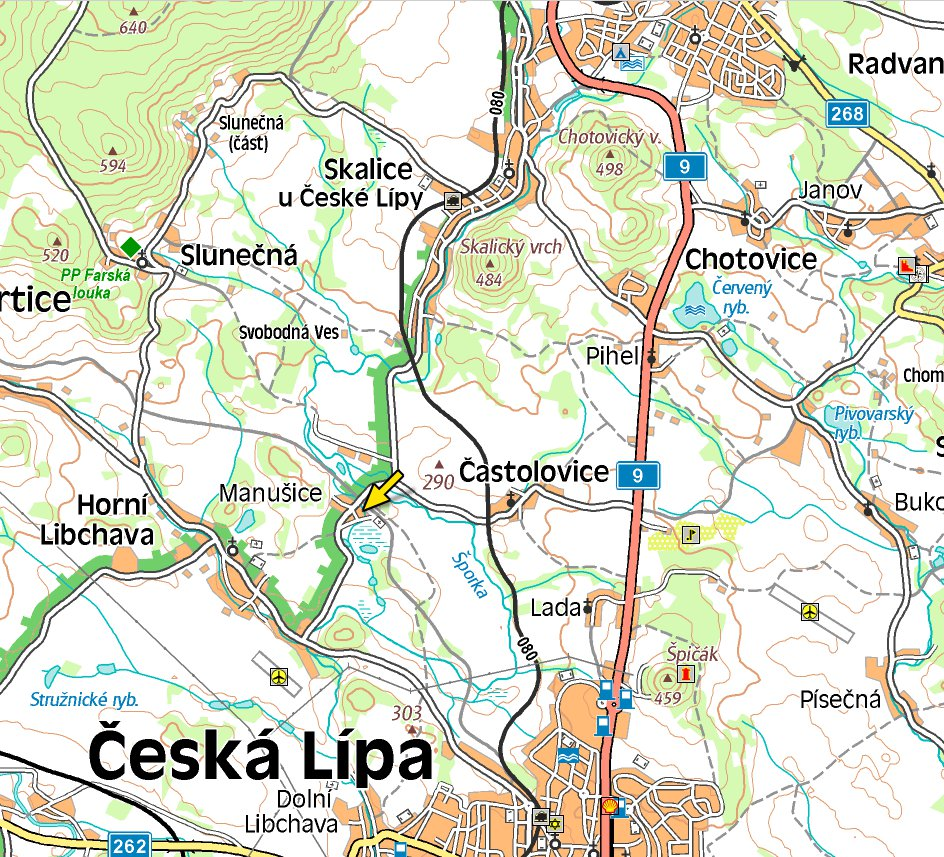 640
080
Radvan
268
Slunečná
(část)
Chotovický v.
498
9
594
Skalice
u České Lípy
Janov
520
Slunečná
Skalický vrch
484
Chotovice
PP Farská
louka
rtice
Červený
ryb.
Svobodná Ves
Pihel
Chom
Pivovarský
ryb.
290
Častolovice
9
Manušice
Horní
Libchava
Buko
Šporka
Lada
080
Špičák
459
Stružnické ryb.
303
Písečná
Česká Lípa
Dolní
Libchava
262